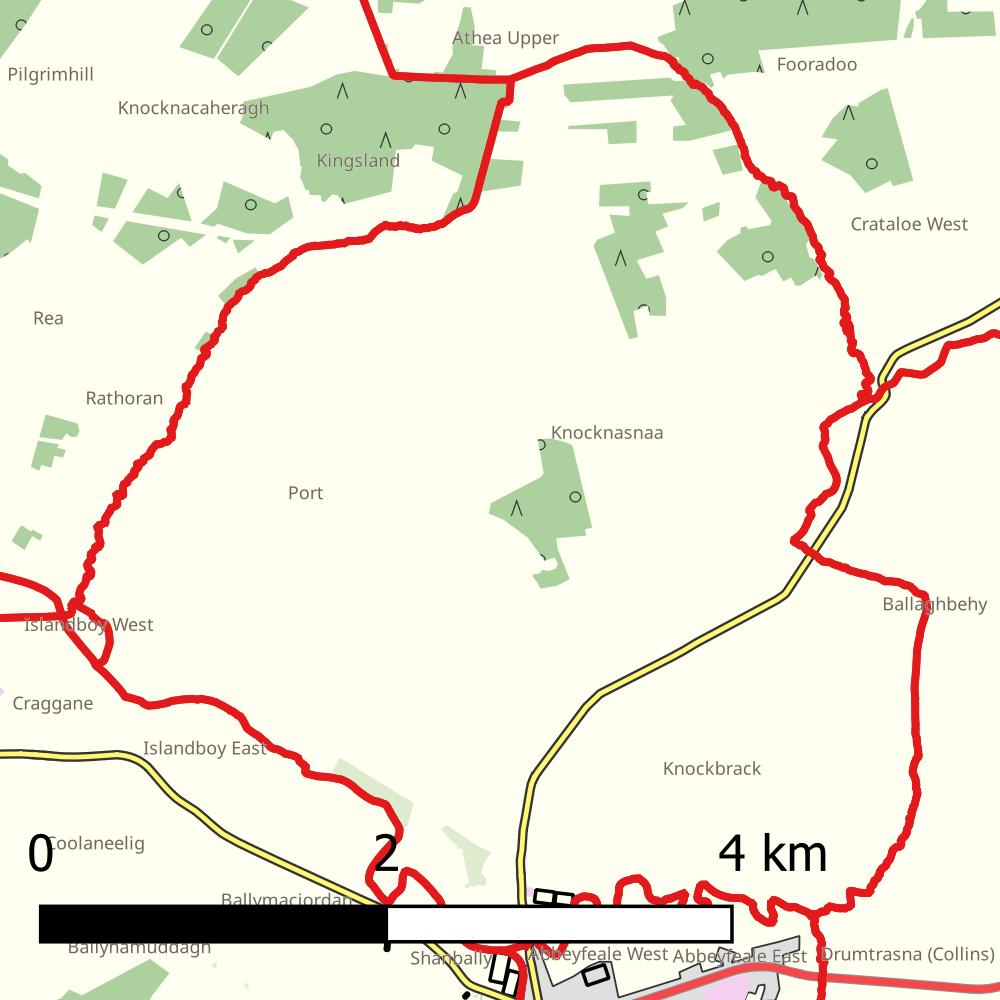 Athea Upper
Fooradoo
Pilgrimhill
Knocknacaheragh
Kingsland
Crataloe West
Rea
Rathoran
Knocknasnaa
Port
Ballaghbehy
Islandboy West
Craggane
Islandboy East
Knockbrack
Coolaneelig
0 2 4 km
Ballymaciordan
Ballynamuddagh
Shanbally
Abbeyfeale West
Abbeyfeale East
Drumtrasna (Collins)